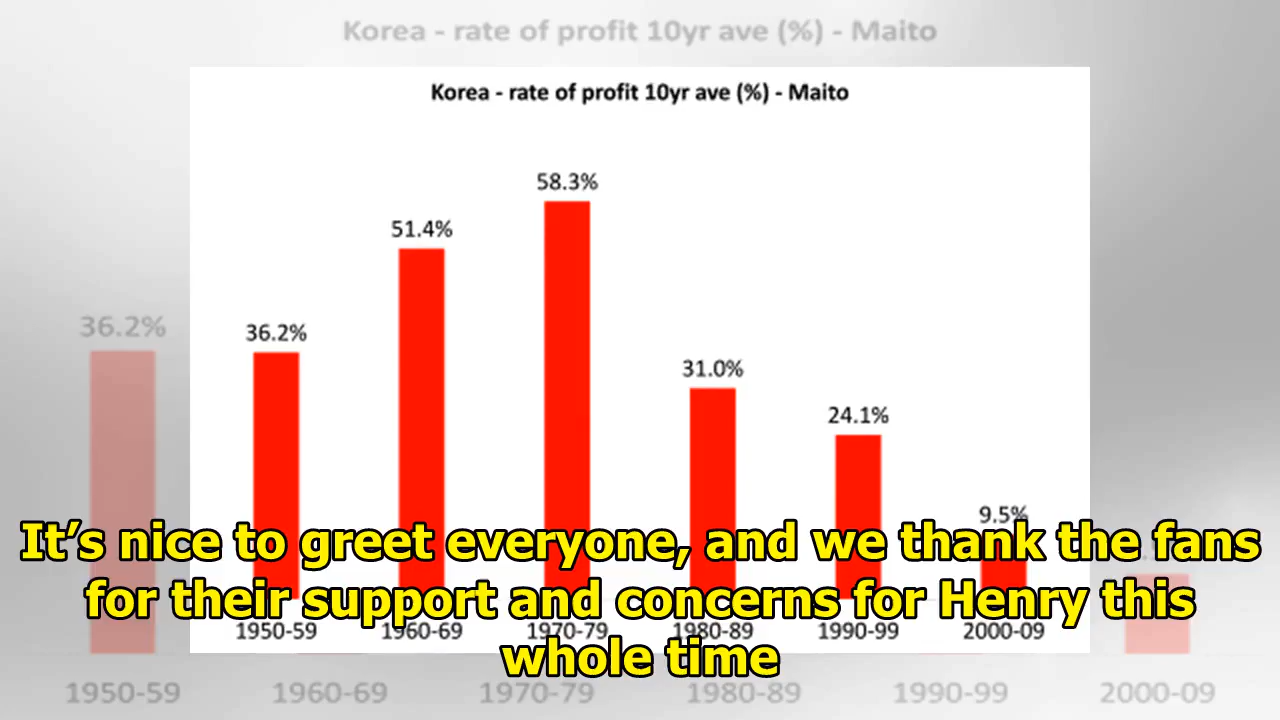 Korea - rate of profit 10yr ave (%) - Maito
Korea - rate of profit 10yr ave (%) - Maito
58.3%
51.4%
36.2%
36.2%
31.0%
24.1%
9.5%
It’s nice to greet everyone, and we thank the fans
for their support and concerns for Henry this
whole time
1950-59 1960-69 1970-79 1980-89 1990-99 2000-09
1950-59 1960-69 1970-79 1980-89 1990-99 2000-09